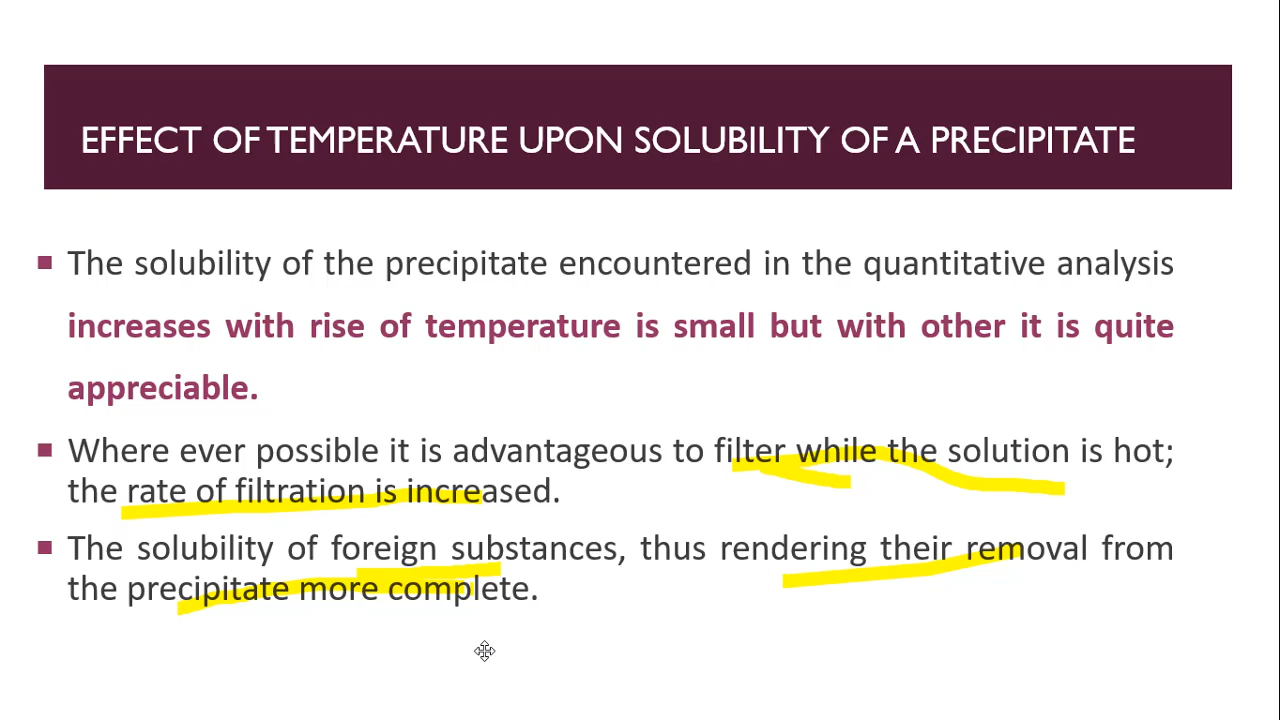 EFFECT OF TEMPERATURE UPON SOLUBILITY OF A PRECIPITATE
The solubility of the precipitate encountered in the quantitative analysis
increases with rise of temperature is small but with other it is quite
appreciable.
Where ever possible it is advantageous to filter while the solution is hot;
the rate of filtration is increased.
The solubility of foreign substances, thus rendering their removal from
the precipitate more complete.